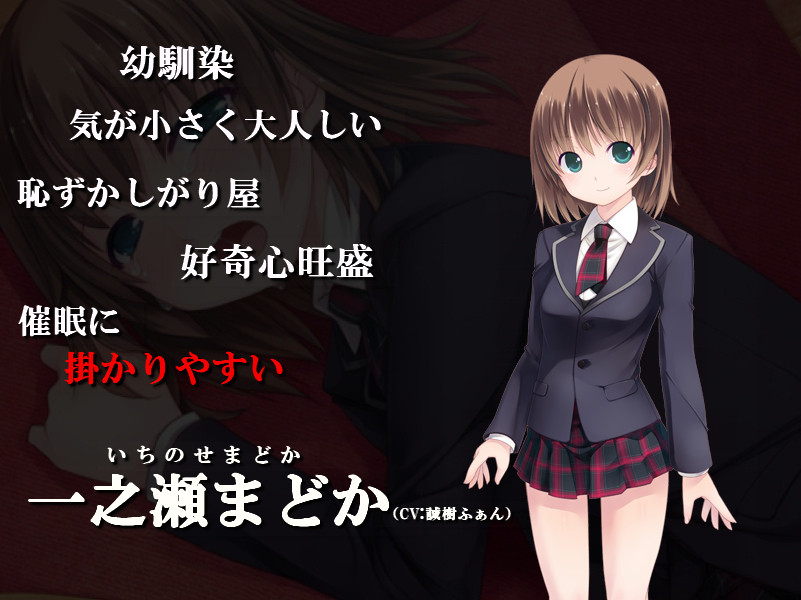 幼馴染
気が小さく大人しい
恥ずかしがり屋
好奇心旺盛
催眠に
掛かりやすい
いちのせまどか
一之瀬まどか(CV:誠樹ふぁん)